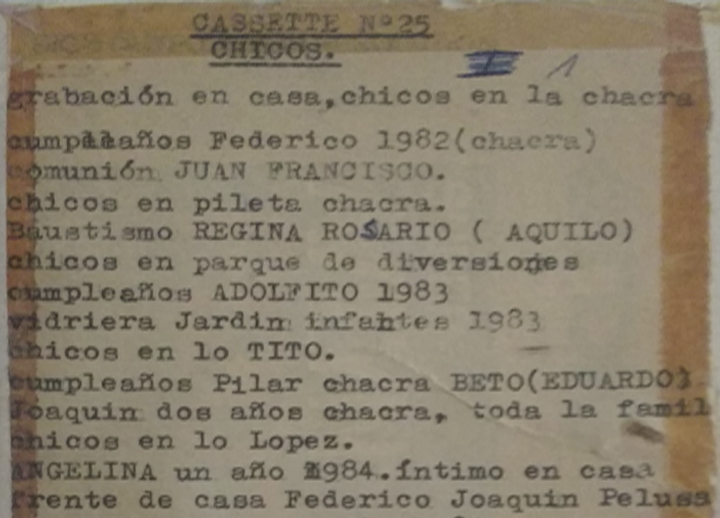 CASSETTE Nº25
CHICOS.
1
grabación en casa,chicos en la chacra
cumpleaños Federico 1982(chacra)
comunión JUAN FRANCISCO.
chicos en pileta chacra.
Baustismo REGINA ROSARIO ( AQUILO)
chicos en parque de diversiones
cumpleaños ADOLFITO 1983
vidriera Jardin infahtes 1983
chicos en lo TITO.
cumpleaños Pilar chacra BETO(EDUARDO)
Joaquin dos años chacra, toda la famil
chicos en lo Lopez.
ANGELINA un año 1984.íntimo en casa
frente de casa Federico Joaquin Pelusa